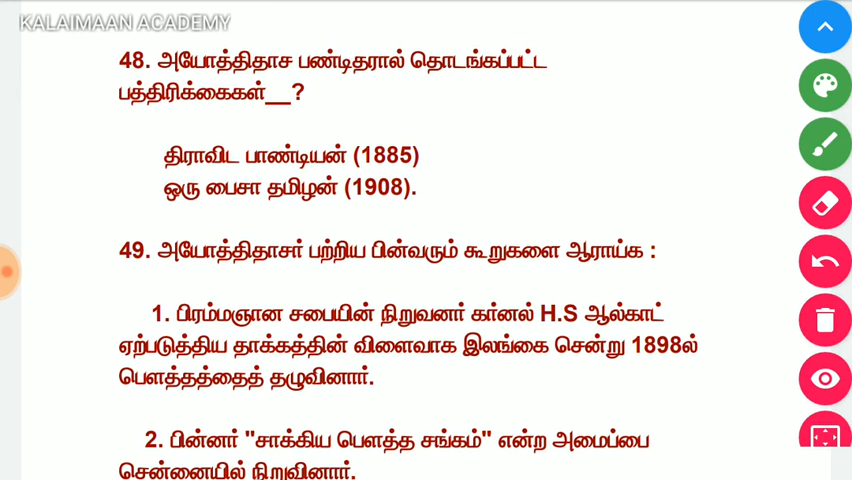 KALAIMAAN ACADEMY
48. அயோத்திதாச பண்டிதரால் தொடங்கப்பட்ட
பத்திரிக்கைகள்__?
திராவிட பாண்டியன் (1885)
ஒரு பைசா தமிழன் (1908).
49. அயோத்திதாசர் பற்றிய பின்வரும் கூறுகளை ஆராய்க :
1. பிரம்மஞான சபையின் நிறுவனர் கர்னல் H.S ஆல்காட்
ஏற்படுத்திய தாக்கத்தின் விளைவாக இலங்கை சென்று 1898ல்
பௌத்தத்தைத் தழுவினார்.
2. பின்னர் "சாக்கிய பௌத்த சங்கம்" என்ற அமைப்பை
சென்னையில் நிறுவினார்.